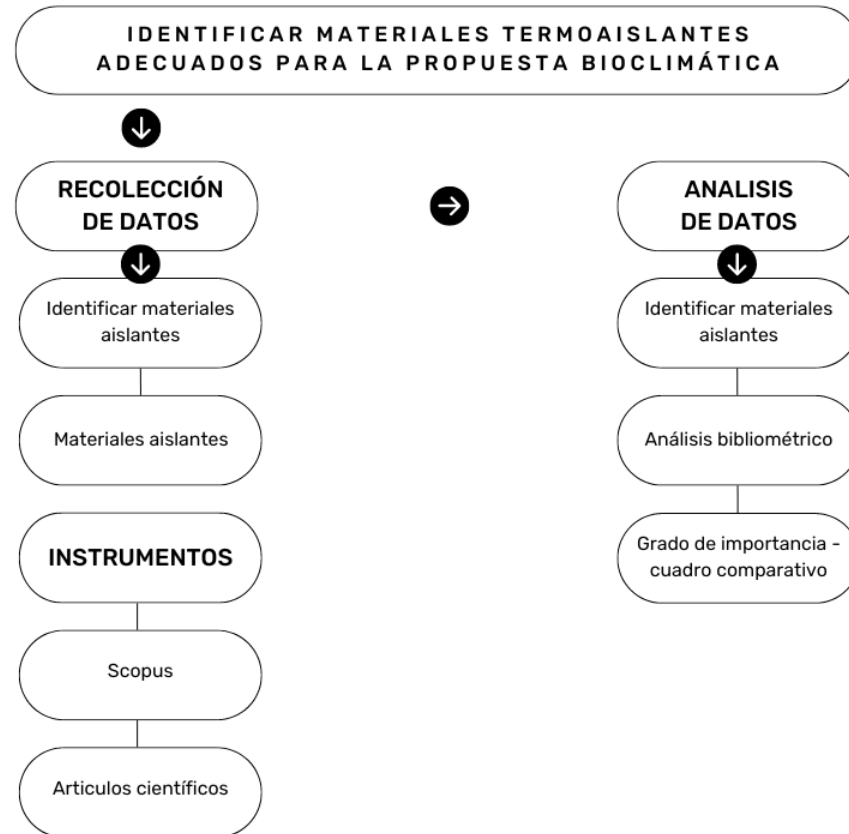 IDENTIFICAR MATERIALES TERMOAISLANTES
ADECUADOS PARA LA PROPUESTA BIOCLIMÁTICA
RECOLECCIÓN
DE DATOS
Identificar materiales
aislantes
Materiales aislantes
INSTRUMENTOS
Scopus
Articulos científicos
ANALISIS
DE DATOS
Identificar materiales
aislantes
Análisis bibliométrico
Grado de importancia -
cuadro comparativo